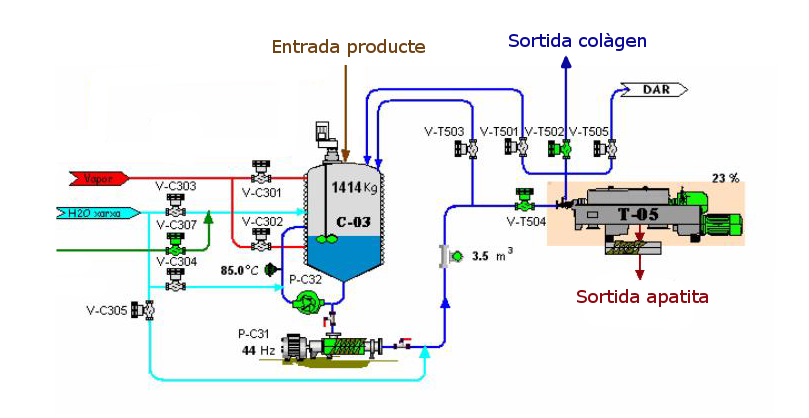 Sortida colàgen
Entrada producte
DAR
V-T503
V-T501
V-T502
V-T505
Vapor
V-C303
V-C301
1414 Kg
23 %
H2O xarxa
V-C307
V-C302
C-03
V-T504
T-05
V-C304
85.0°C
P-C32
3.5 m³
Sortida apatita
V-C305
P-C31
44 Hz